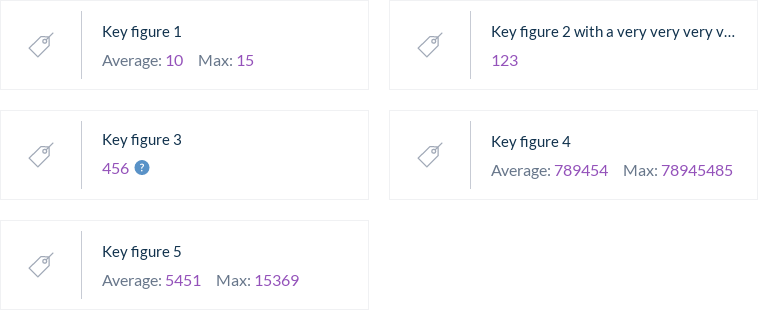 Key figure 1
Average: 10 Max: 15
Key figure 2 with a very very very v...
123
Key figure 3
456 ?
Key figure 4
Average: 789454 Max: 78945485
Key figure 5
Average: 5451 Max: 15369